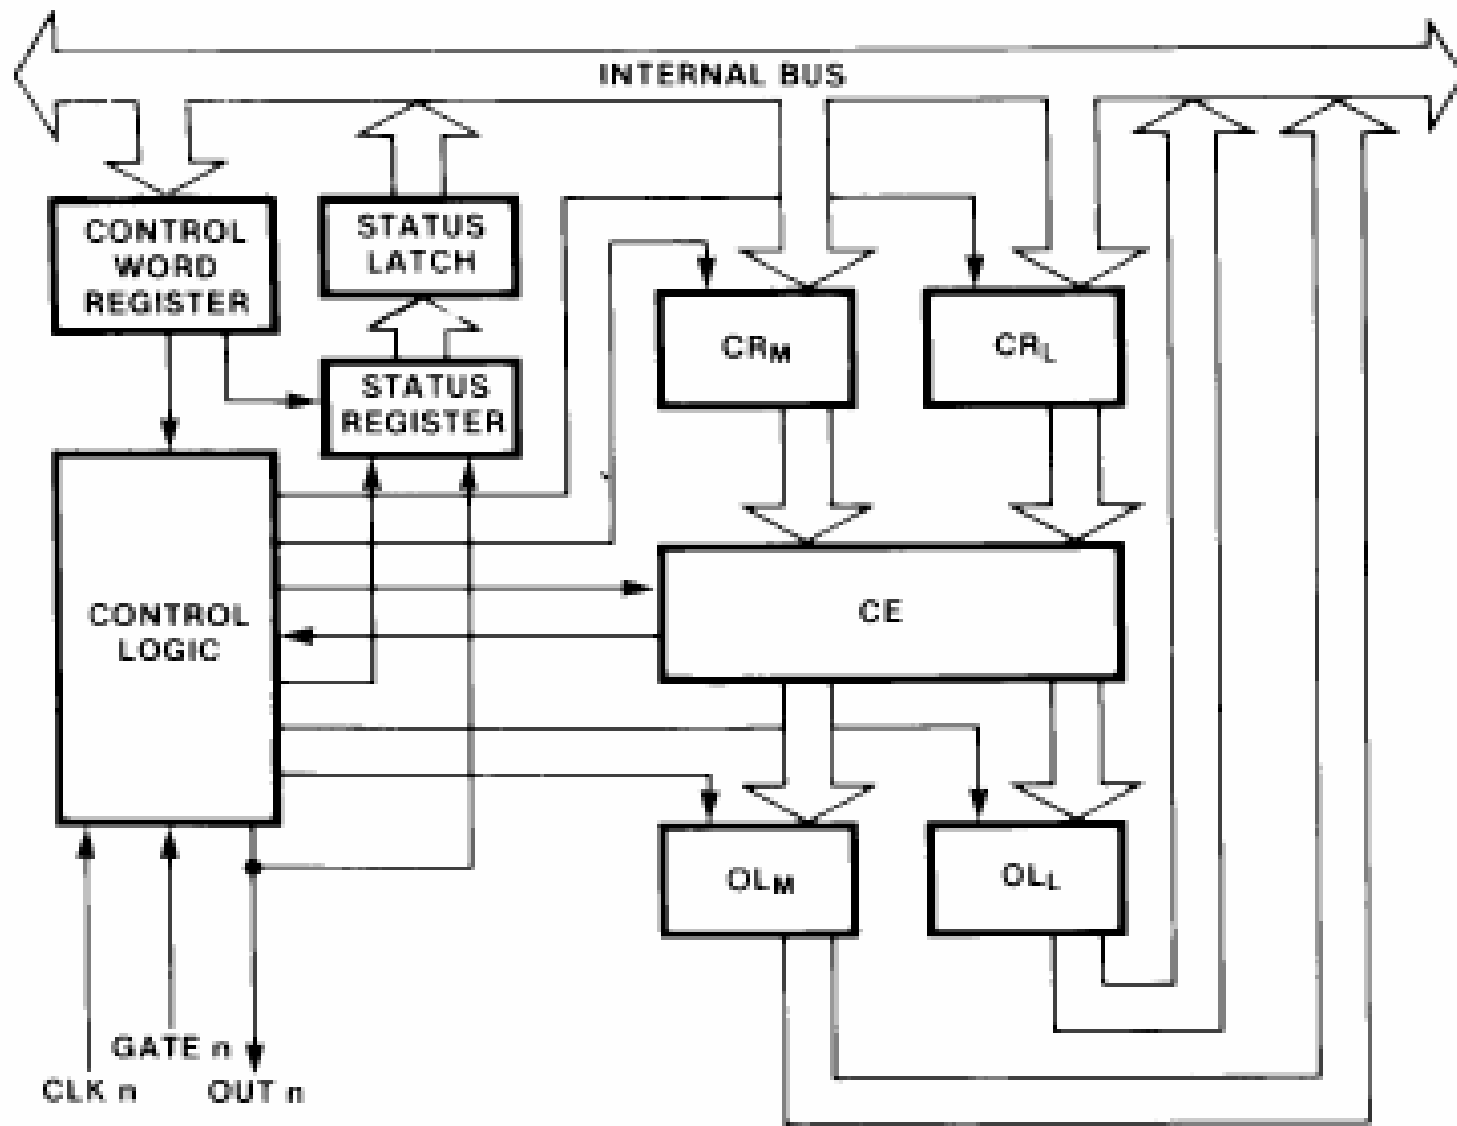 INTERNAL BUS
CONTROL
WORD
REGISTER
STATUS
LATCH
STATUS
REGISTER
CRM
CRL
CONTROL
LOGIC
CE
OLM
OLL
GATE n
CLK n
OUT n